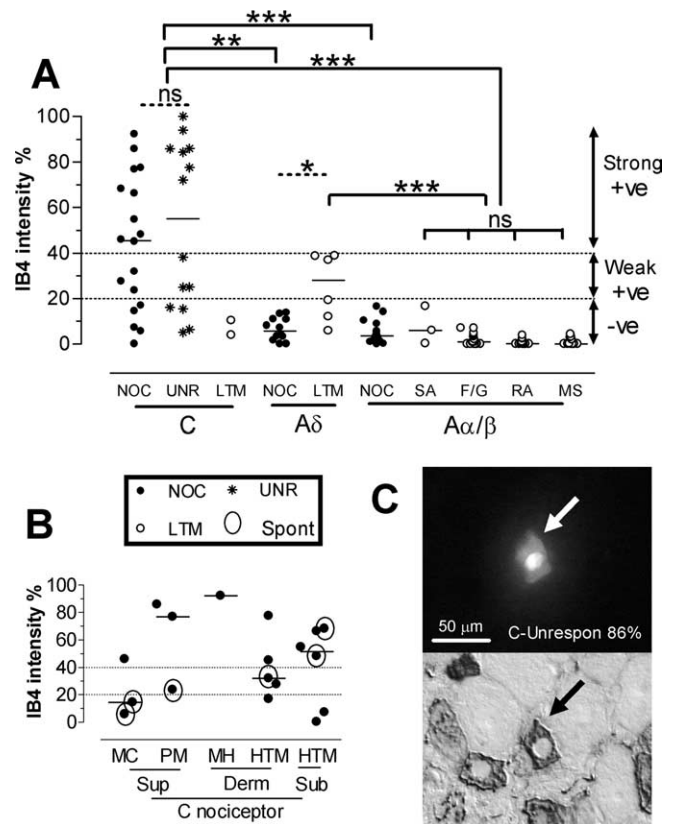 ***
**
A
***
ns
100
80
60
40
20
0
IB4 intensity %
*
***
ns
Strong
+ve
Weak
+ve
-ve
NOC UNR LTM NOC LTM NOC SA F/G RA MS
C Aδ Aα/β
B
NOC UNR
LTM Spont
100
80
60
40
20
0
IB4 intensity %
MC PM MH HTM HTM
Sup Derm Sub
C nociceptor
C
50 μm C-Unrespon 86%